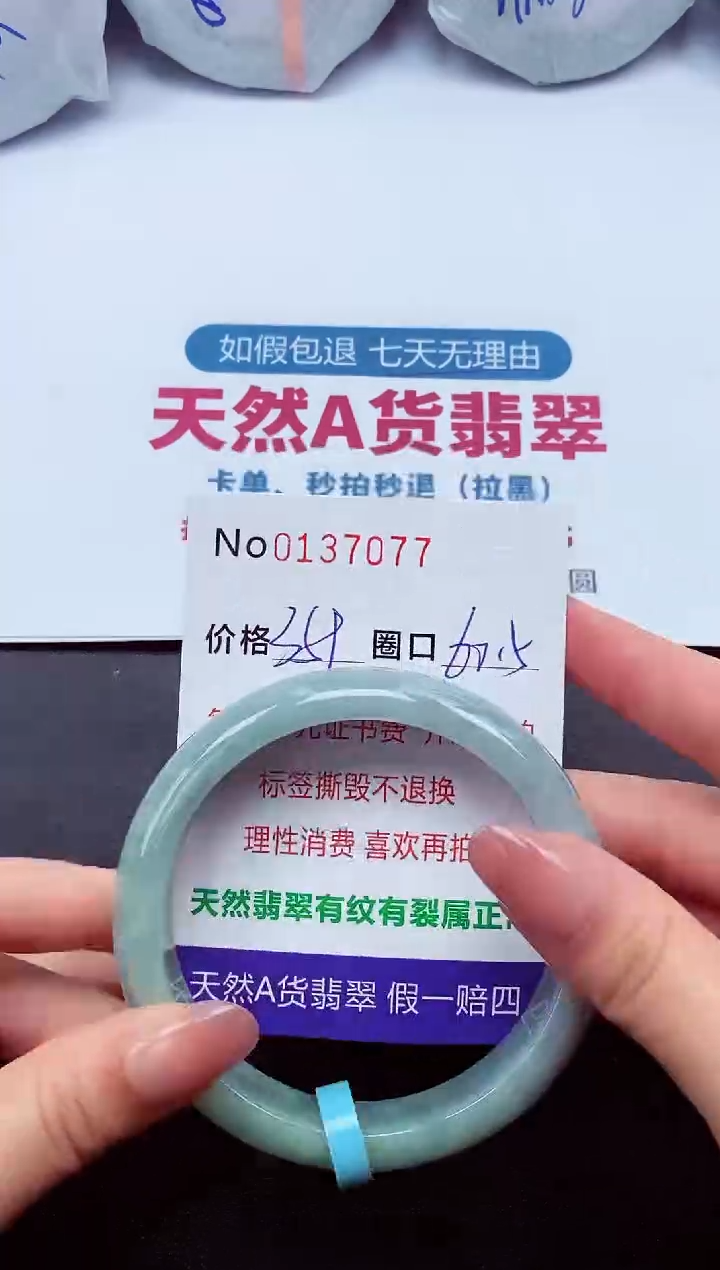 如假包退 七天无理由
天然A货翡翠
卡单、秒拍秒退（拉黑）
圆
No0137077
价格 圈口
标签撕毁不退换
理性消费 喜欢再拍
天然翡翠有纹有裂属正
天然A货翡翠 假一赔四